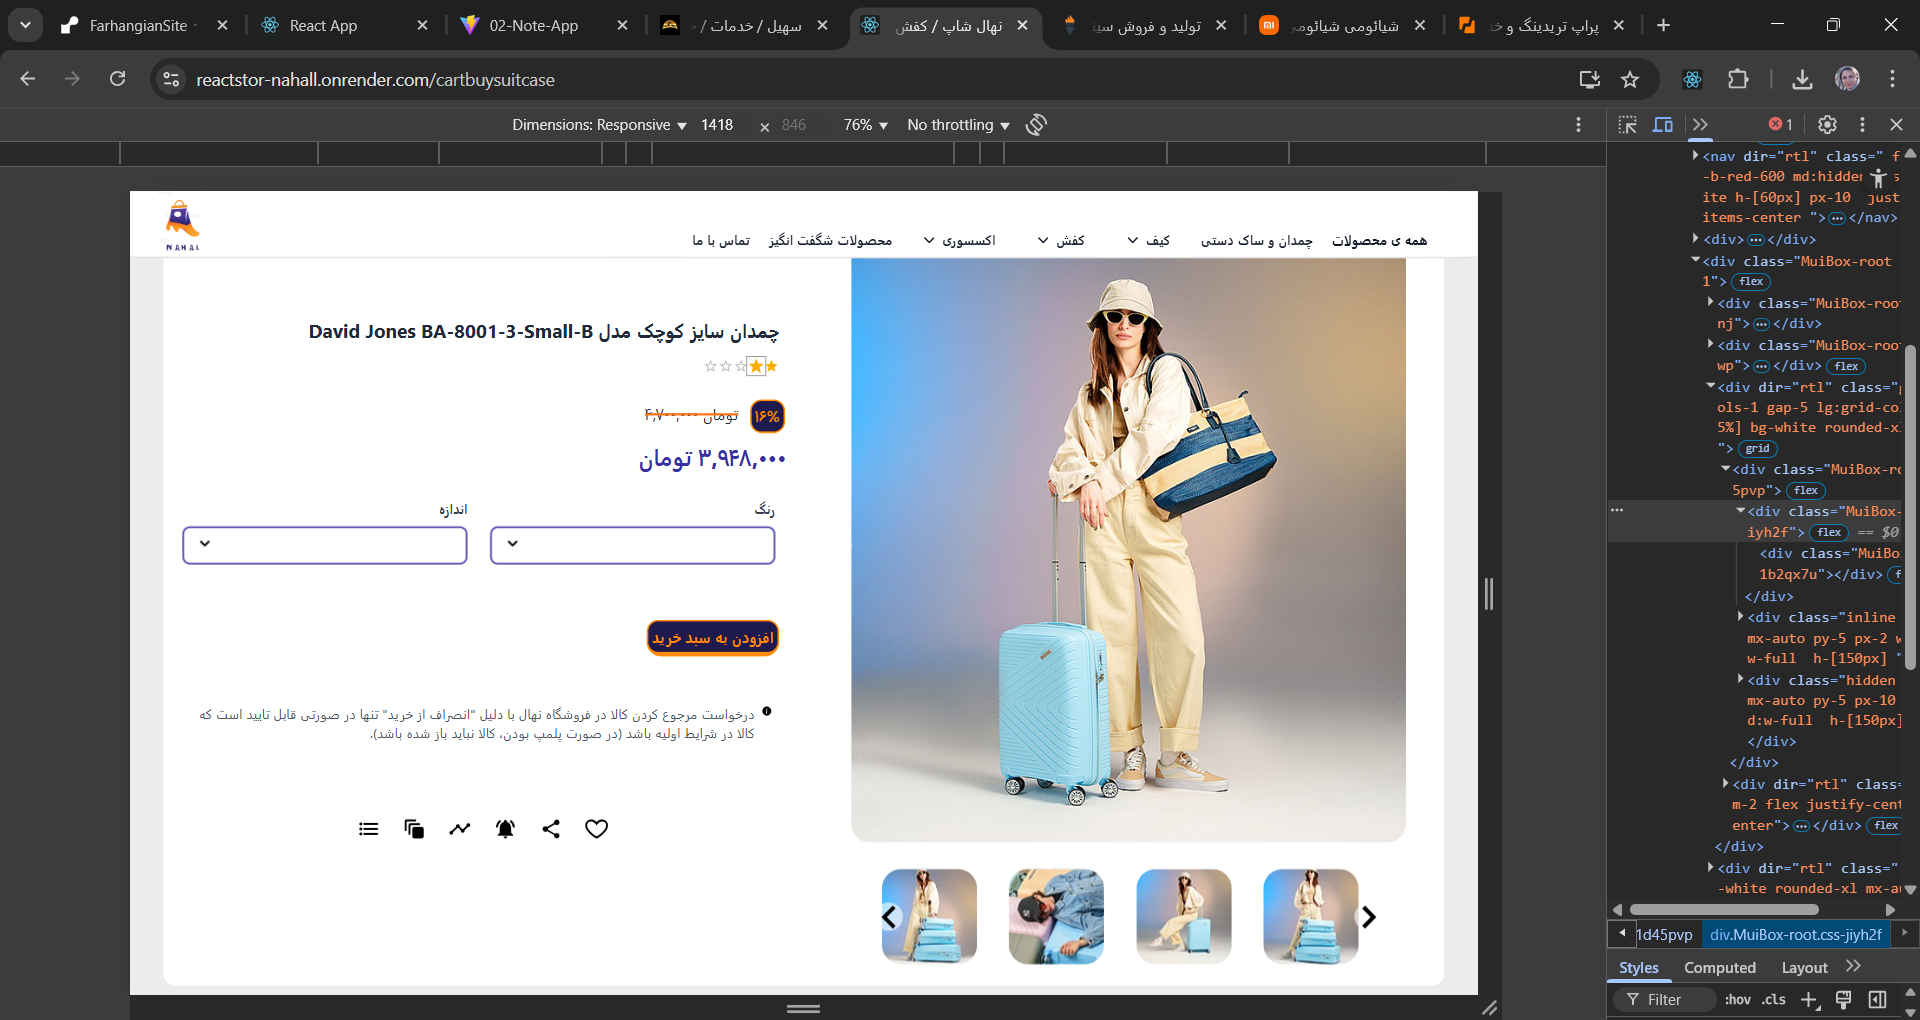 FarhangianSite
React App
02-Note-App
سهیل / خدمات /
نهال شاپ / کفش
تولید و فروش سین
شیائومی شیائومی
پراپ تریدینگ و خد
reactstor-nahall.onrender.com/cartbuysuitcase
Dimensions: Responsive 1418 × 846 76% No throttling
1
NAHAL
همه ی محصولات چمدان و ساک دستی کیف کفش اکسسوری محصولات شگفت انگیز تماس با ما
چمدان سایز کوچک مدل David Jones BA-8001-3-Small-B
۱۶% ۴,۷۰۰,۰۰۰ تومان
۳,۹۴۸,۰۰۰ تومان
رنگ
اندازه
افزودن به سبد خرید
درخواست مرجوع کردن کالا در فروشگاه نهال با دلیل "انصراف از خرید" تنها در صورتی قابل تایید است که
کالا در شرایط اولیه باشد (در صورت پلمپ بودن، کالا نباید باز شده باشد).
<nav dir="rtl" class=" f
-b-red-600 md:hidden s
ite h-[60px] px-10 just
items-center ">…</nav>
<div>…</div>
<div class="MuiBox-root
1"> flex
<div class="MuiBox-roo
nj">…</div>
<div class="MuiBox-roo
wp">…</div> flex
<div dir="rtl" class="g
ols-1 gap-5 lg:grid-co
5%] bg-white rounded-xl
"> grid
<div class="MuiBox-ro
5pvp"> flex
… <div class="MuiBox-
iyh2f"> flex == $0
<div class="MuiBo
1b2qx7u"></div> f
</div>
<div class="inline
mx-auto py-5 px-2 w
w-full h-[150px] "
<div class="hidden
mx-auto py-5 px-10
d:w-full h-[150px]
</div>
</div>
<div dir="rtl" class=
m-2 flex justify-cent
enter">…</div> flex
</div>
<div dir="rtl" class="
-white rounded-xl mx-au
1d45pvp div.MuiBox-root.css-jiyh2f
Styles Computed Layout
Filter :hov .cls